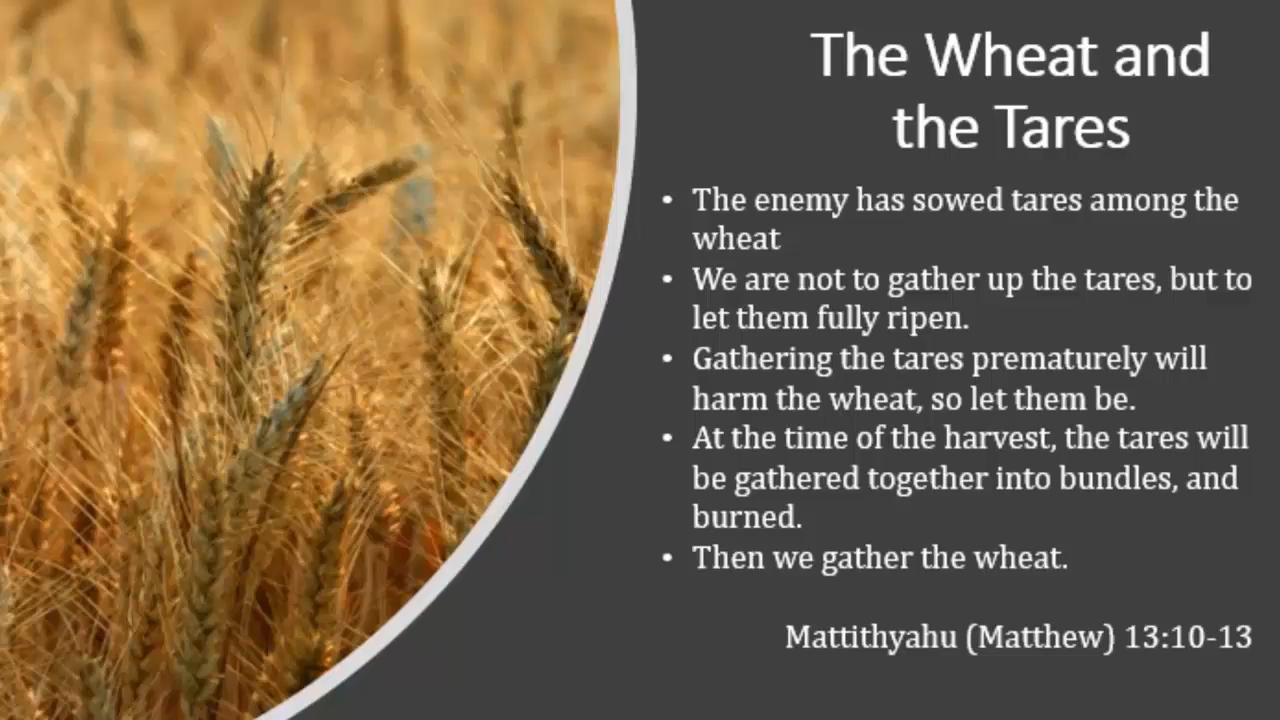 The Wheat and
the Tares
• The enemy has sowed tares among the
wheat
• We are not to gather up the tares, but to
let them fully ripen.
• Gathering the tares prematurely will
harm the wheat, so let them be.
• At the time of the harvest, the tares will
be gathered together into bundles, and
burned.
• Then we gather the wheat.
Mattithyahu (Matthew) 13:10-13